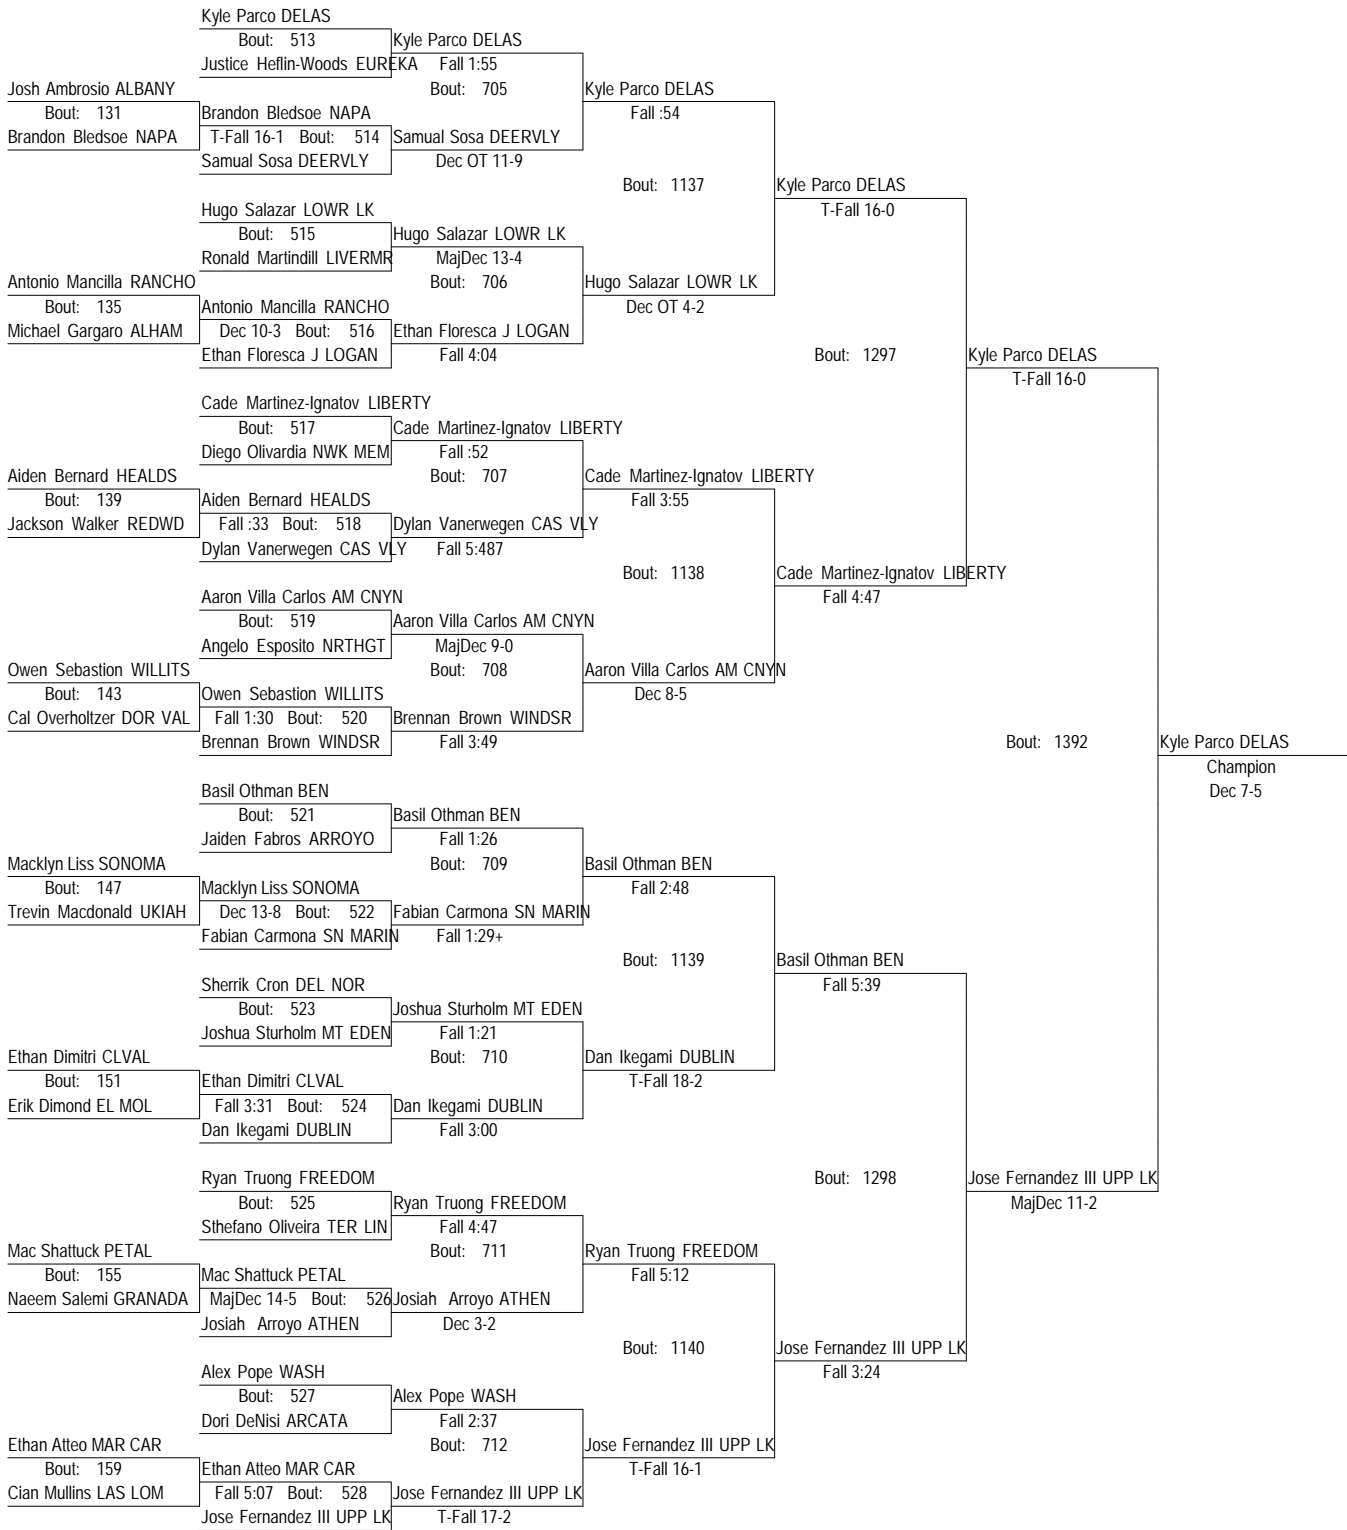 Kyle Parco DELAS
Bout: 513 Kyle Parco DELAS
Justice Heflin-Woods EUREKA Fall 1:55
Josh Ambrosio ALBANY Bout: 705 Kyle Parco DELAS
Bout: 131 Brandon Bledsoe NAPA Fall :54
Brandon Bledsoe NAPA T-Fall 16-1 Bout: 514 Samual Sosa DEERVLY
Samual Sosa DEERVLY Dec OT 11-9
Bout: 1137 Kyle Parco DELAS
Hugo Salazar LOWR LK T-Fall 16-0
Bout: 515 Hugo Salazar LOWR LK
Ronald Martindill LIVERMR MajDec 13-4
Antonio Mancilla RANCHO Bout: 706 Hugo Salazar LOWR LK
Bout: 135 Antonio Mancilla RANCHO Dec OT 4-2
Michael Gargaro ALHAM Dec 10-3 Bout: 516 Ethan Floresca J LOGAN
Ethan Floresca J LOGAN Fall 4:04 Bout: 1297 Kyle Parco DELAS
T-Fall 16-0
Cade Martinez-Ignatov LIBERTY
Bout: 517 Cade Martinez-Ignatov LIBERTY
Diego Olivardia NWK MEM Fall :52
Aiden Bernard HEALDS Bout: 707 Cade Martinez-Ignatov LIBERTY
Bout: 139 Aiden Bernard HEALDS Fall 3:55
Jackson Walker REDWD Fall :33 Bout: 518 Dylan Vanerwegen CAS VLY
Dylan Vanerwegen CAS VLY Fall 5:487
Bout: 1138 Cade Martinez-Ignatov LIBERTY
Aaron Villa Carlos AM CNYN Fall 4:47
Bout: 519 Aaron Villa Carlos AM CNYN
Angelo Esposito NRTHGT MajDec 9-0
Owen Sebastion WILLITS Bout: 708 Aaron Villa Carlos AM CNYN
Bout: 143 Owen Sebastion WILLITS Dec 8-5
Cal Overholtzer DOR VAL Fall 1:30 Bout: 520 Brennan Brown WINDSR
Brennan Brown WINDSR Fall 3:49 Bout: 1392 Kyle Parco DELAS
Champion
Basil Othman BEN Dec 7-5
Bout: 521 Basil Othman BEN
Jaiden Fabros ARROYO Fall 1:26
Macklyn Liss SONOMA Bout: 709 Basil Othman BEN
Bout: 147 Macklyn Liss SONOMA Fall 2:48
Trevin Macdonald UKIAH Dec 13-8 Bout: 522 Fabian Carmona SN MARIN
Fabian Carmona SN MARIN Fall 1:29+
Bout: 1139 Basil Othman BEN
Sherrik Cron DEL NOR Fall 5:39
Bout: 523 Joshua Sturholm MT EDEN
Joshua Sturholm MT EDEN Fall 1:21
Ethan Dimitri CLVAL Bout: 710 Dan Ikegami DUBLIN
Bout: 151 Ethan Dimitri CLVAL T-Fall 18-2
Erik Dimond EL MOL Fall 3:31 Bout: 524 Dan Ikegami DUBLIN
Dan Ikegami DUBLIN Fall 3:00
Ryan Truong FREEDOM Bout: 1298 Jose Fernandez III UPP LK
Bout: 525 Ryan Truong FREEDOM MajDec 11-2
Sthefano Oliveira TER LIN Fall 4:47
Mac Shattuck PETAL Bout: 711 Ryan Truong FREEDOM
Bout: 155 Mac Shattuck PETAL Fall 5:12
Naeem Salemi GRANADA MajDec 14-5 Bout: 526 Josiah Arroyo ATHEN
Josiah Arroyo ATHEN Dec 3-2
Bout: 1140 Jose Fernandez III UPP LK
Alex Pope WASH Fall 3:24
Bout: 527 Alex Pope WASH
Dori DeNisi ARCATA Fall 2:37
Ethan Atteo MAR CAR Bout: 712 Jose Fernandez III UPP LK
Bout: 159 Ethan Atteo MAR CAR T-Fall 16-1
Cian Mullins LAS LOM Fall 5:07 Bout: 528 Jose Fernandez III UPP LK
Jose Fernandez III UPP LK T-Fall 17-2